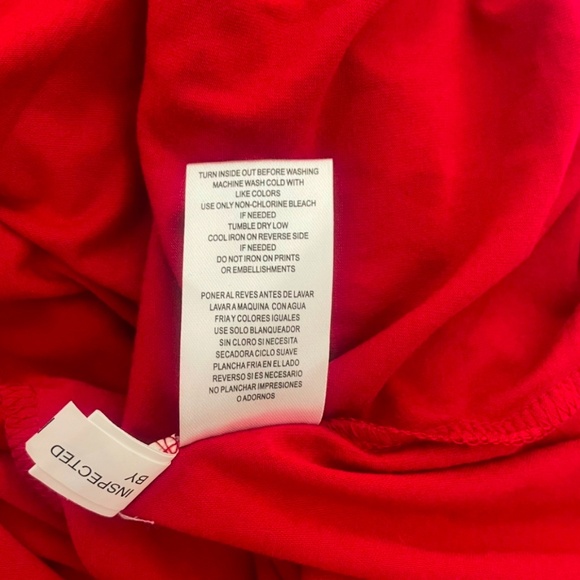 TURN INSIDE OUT BEFORE WASHING
MACHINE WASH COLD WITH
LIKE COLORS
USE ONLY NON-CHLORINE BLEACH
IF NEEDED
TUMBLE DRY LOW
COOL IRON ON REVERSE SIDE
IF NEEDED
DO NOT IRON ON PRINTS
OR EMBELLISHMENTS
PONER AL REVES ANTES DE LAVAR
LAVAR A MAQUINA CON AGUA
FRIA Y COLORES IGUALES
USE SOLO BLANQUEADOR
SIN CLORO SI NECESITA
SECADORA CICLO SUAVE
PLANCHA FRIA EN EL LADO
REVERSO SI ES NECESARIO
NO PLANCHAR IMPRESIONES
O ADORNOS
INSPECTED
BY